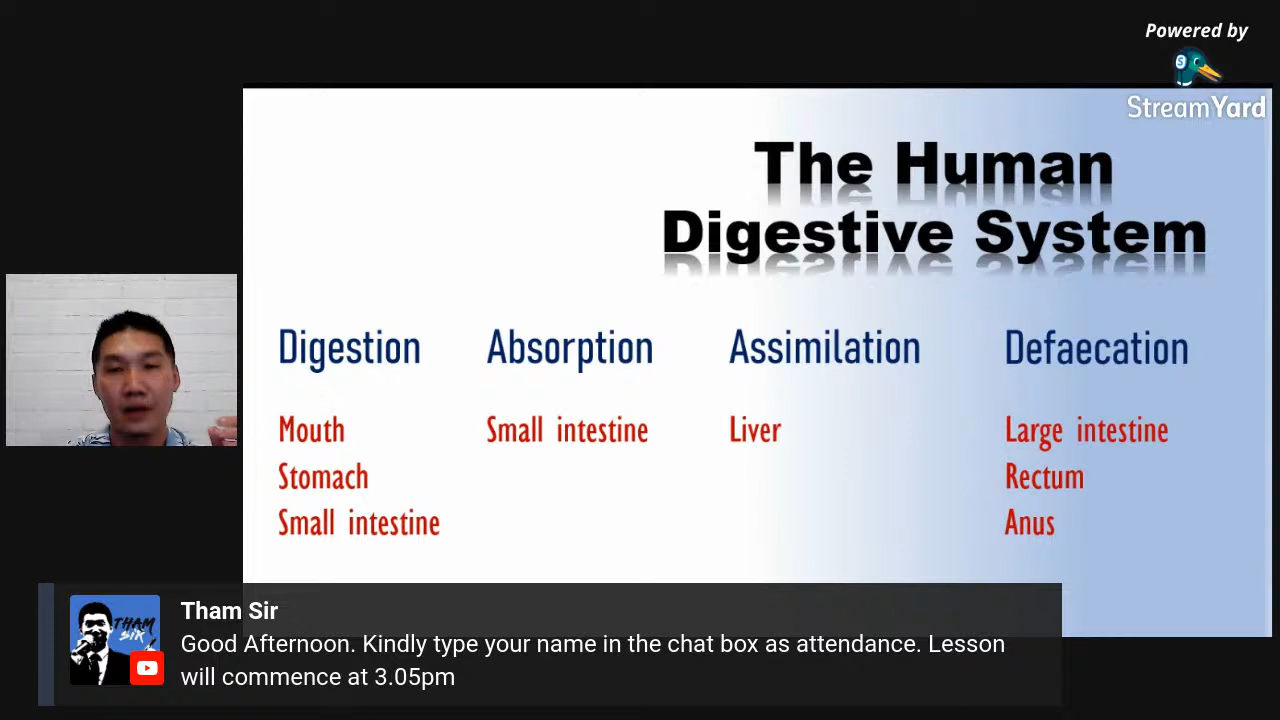 Powered by
StreamYard
The Human
Digestive System
Digestion Absorption Assimilation Defaecation
Mouth Small intestine Liver Large intestine
Stomach Rectum
Small intestine Anus
Tham Sir
THAM
SIR
Good Afternoon. Kindly type your name in the chat box as attendance. Lesson
will commence at 3.05pm